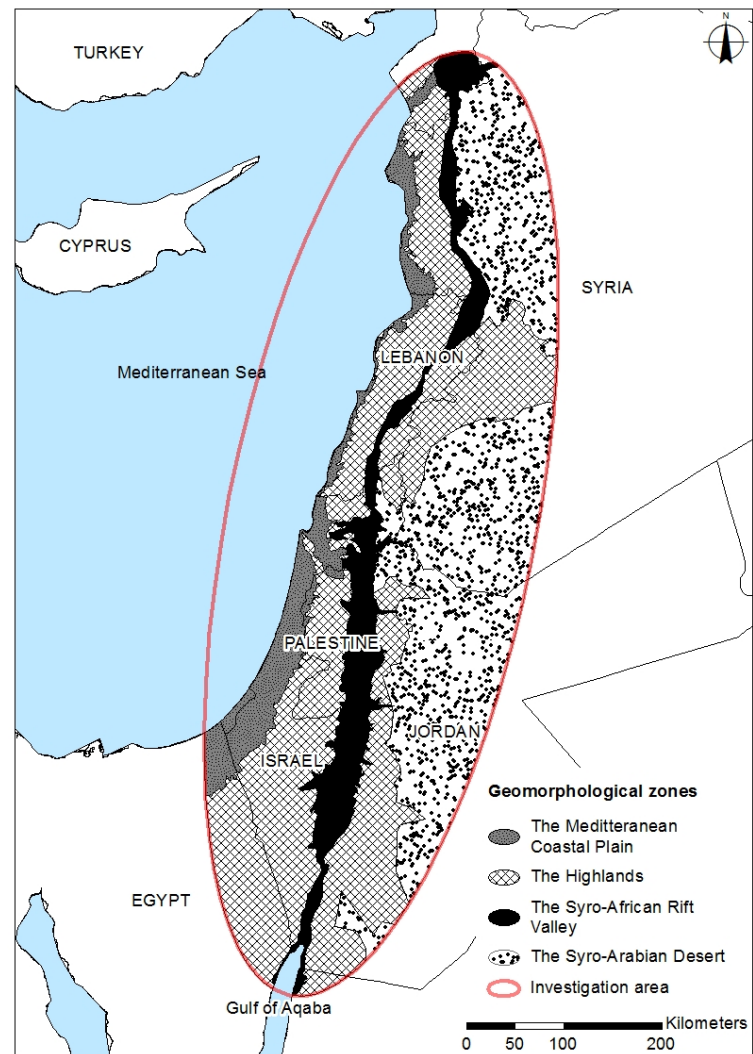 TURKEY
N
CYPRUS
SYRIA
LEBANON
Mediterranean Sea
PALESTINE
JORDAN
ISRAEL
EGYPT
Gulf of Aqaba
Geomorphological zones
The Meditteranean
Coastal Plain
The Highlands
The Syro-African Rift
Valley
The Syro-Arabian Desert
Investigation area
Kilometers
0 50 100 200